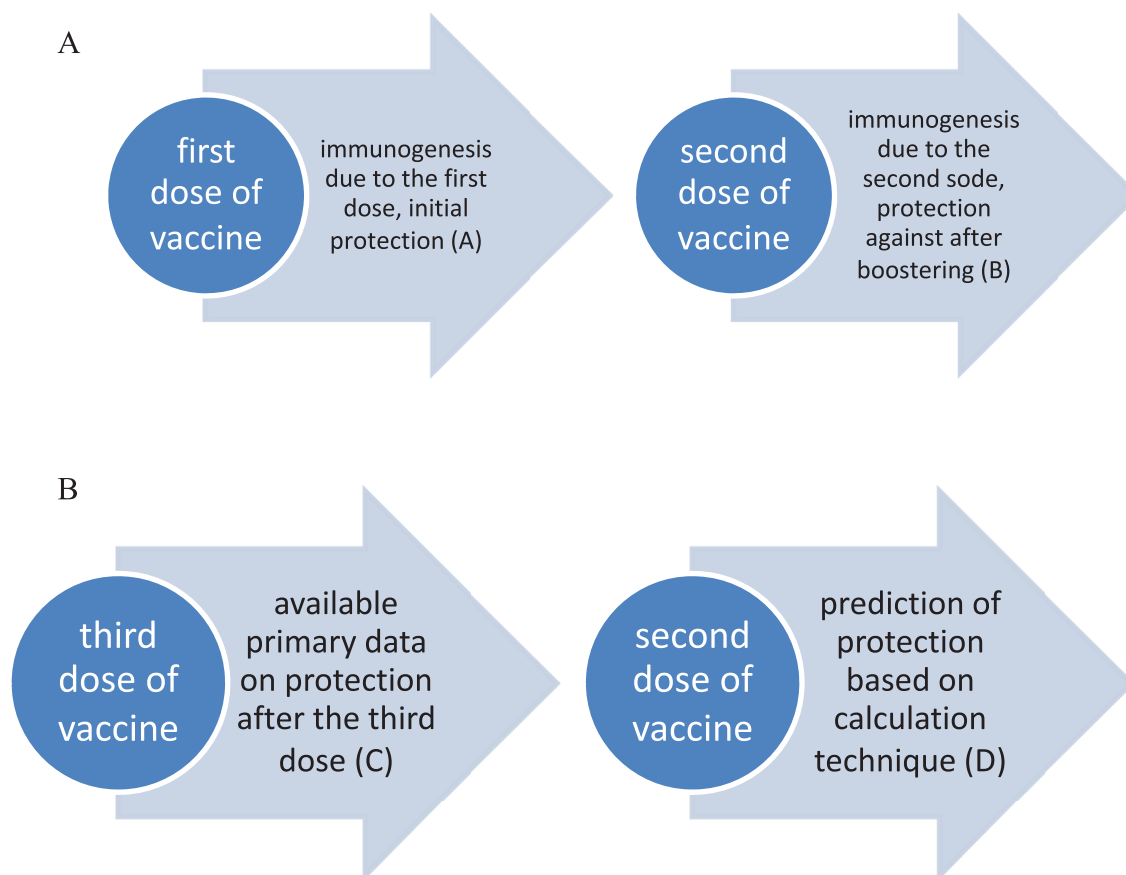 A
first
dose of
vaccine
immunogenesis
due to the first
dose, initial
protection (A)
second
dose of
vaccine
immunogenesis
due to the
second sode,
protection
against after
boostering (B)
B
third
dose of
vaccine
available
primary data
on protection
after the third
dose (C)
second
dose of
vaccine
prediction of
protection
based on
calculation
technique (D)